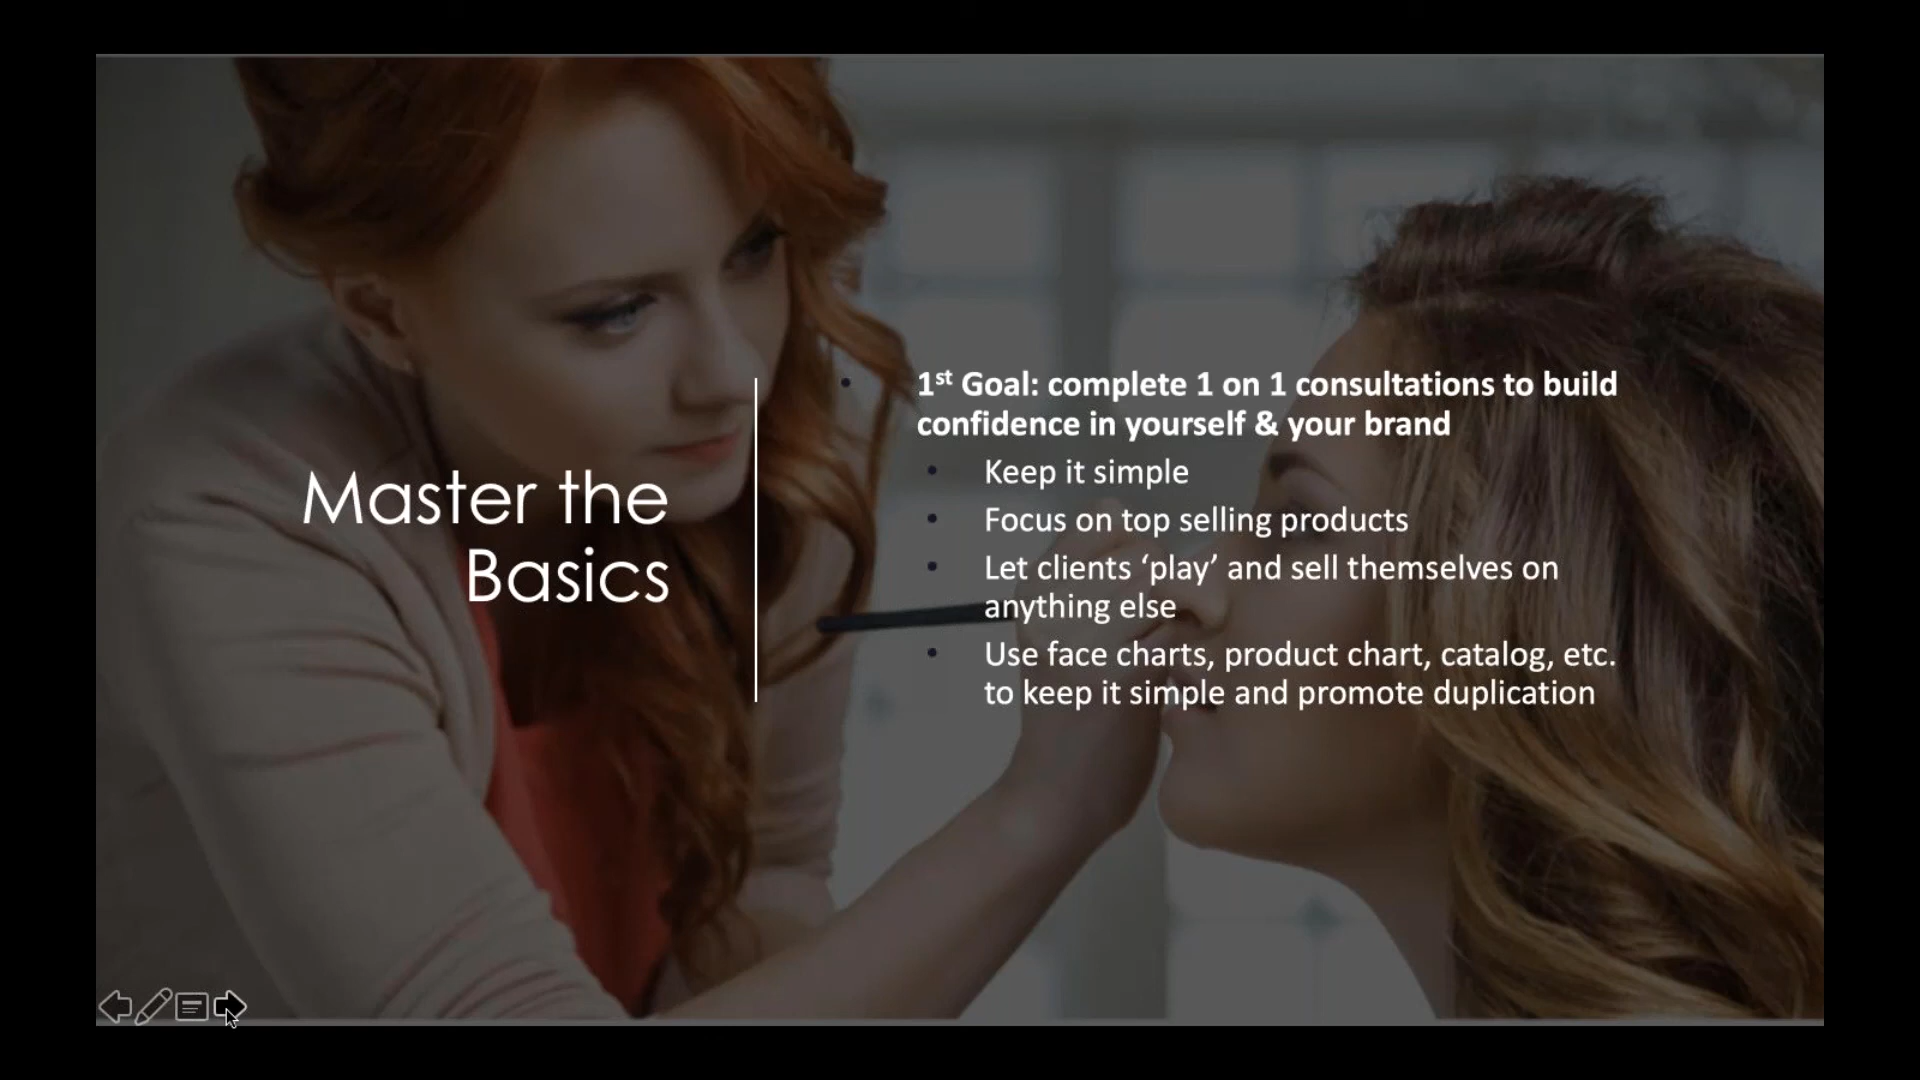 Master the
Basics
1st Goal: complete 1 on 1 consultations to build
confidence in yourself & your brand
Keep it simple
Focus on top selling products
Let clients ‘play’ and sell themselves on
anything else
Use face charts, product chart, catalog, etc.
to keep it simple and promote duplication